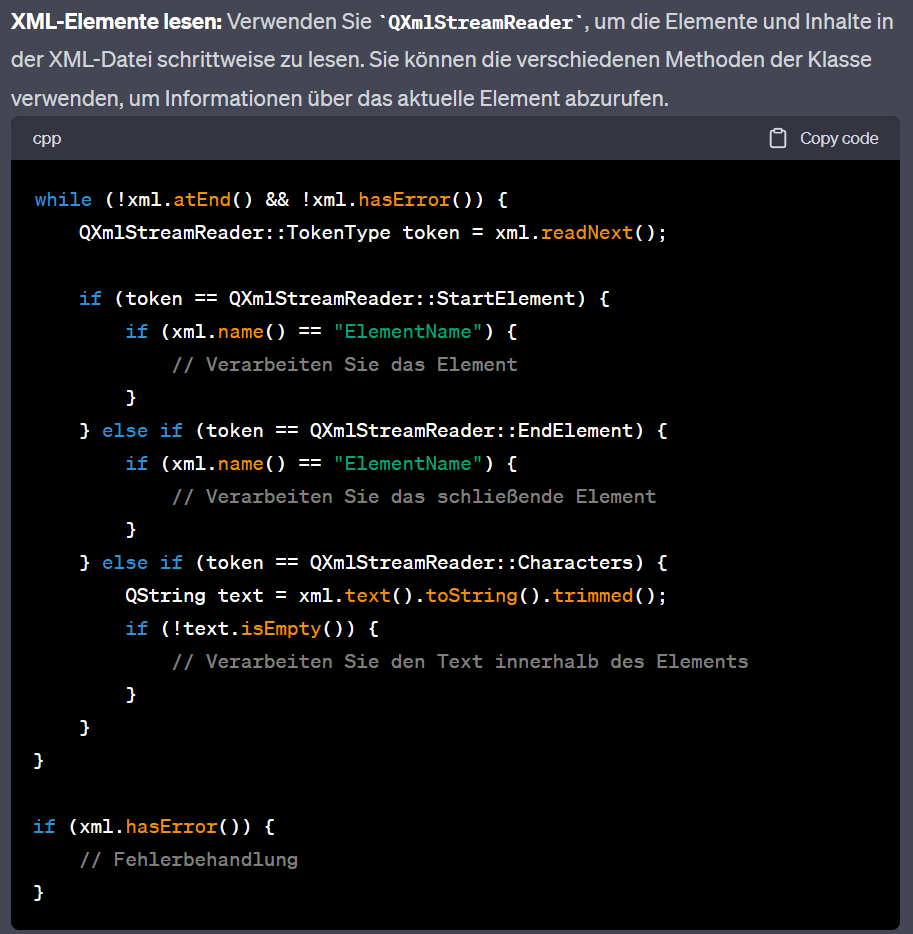 XML-Elemente lesen: Verwenden Sie `QXmlStreamReader`, um die Elemente und Inhalte in
der XML-Datei schrittweise zu lesen. Sie können die verschiedenen Methoden der Klasse
verwenden, um Informationen über das aktuelle Element abzurufen.
cpp Copy code
while (!xml.atEnd() && !xml.hasError()) {
    QXmlStreamReader::TokenType token = xml.readNext();
    if (token == QXmlStreamReader::StartElement) {
        if (xml.name() == "ElementName") {
            // Verarbeiten Sie das Element
        }
    } else if (token == QXmlStreamReader::EndElement) {
        if (xml.name() == "ElementName") {
            // Verarbeiten Sie das schließende Element
        }
    } else if (token == QXmlStreamReader::Characters) {
        QString text = xml.text().toString().trimmed();
        if (!text.isEmpty()) {
            // Verarbeiten Sie den Text innerhalb des Elements
        }
    }
}
if (xml.hasError()) {
    // Fehlerbehandlung
}